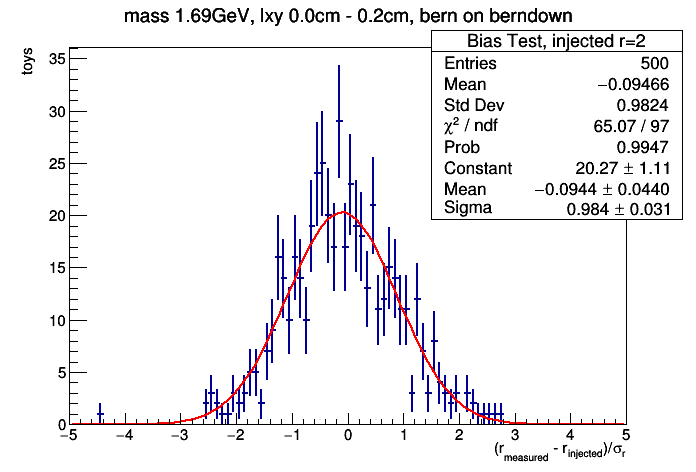 mass 1.69GeV, lxy 0.0cm - 0.2cm, bern on berndown
Bias Test, injected r=2
Entries 500
Mean −0.09466
Std Dev 0.9824
χ² / ndf 65.07 / 97
Prob 0.9947
Constant 20.27 ± 1.11
Mean −0.0944 ± 0.0440
Sigma 0.984 ± 0.031
toys
35
30
25
20
15
10
5
0
−5 −4 −3 −2 −1 0 1 2 3 4 5
(r_measured - r_injected)/σ_r